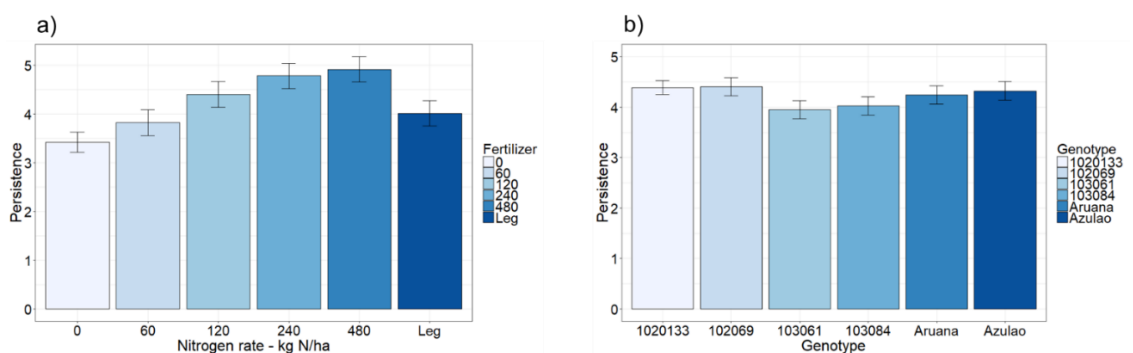 a)
Persistence
5
4
3
2
1
0
0 60 120 240 480 Leg
Nitrogen rate - kg N/ha
Fertilizer
0
60
120
240
480
Leg
b)
Persistence
5
4
3
2
1
0
1020133 102069 103061 103084 Aruana Azulao
Genotype
Genotype
1020133
102069
103061
103084
Aruana
Azulao